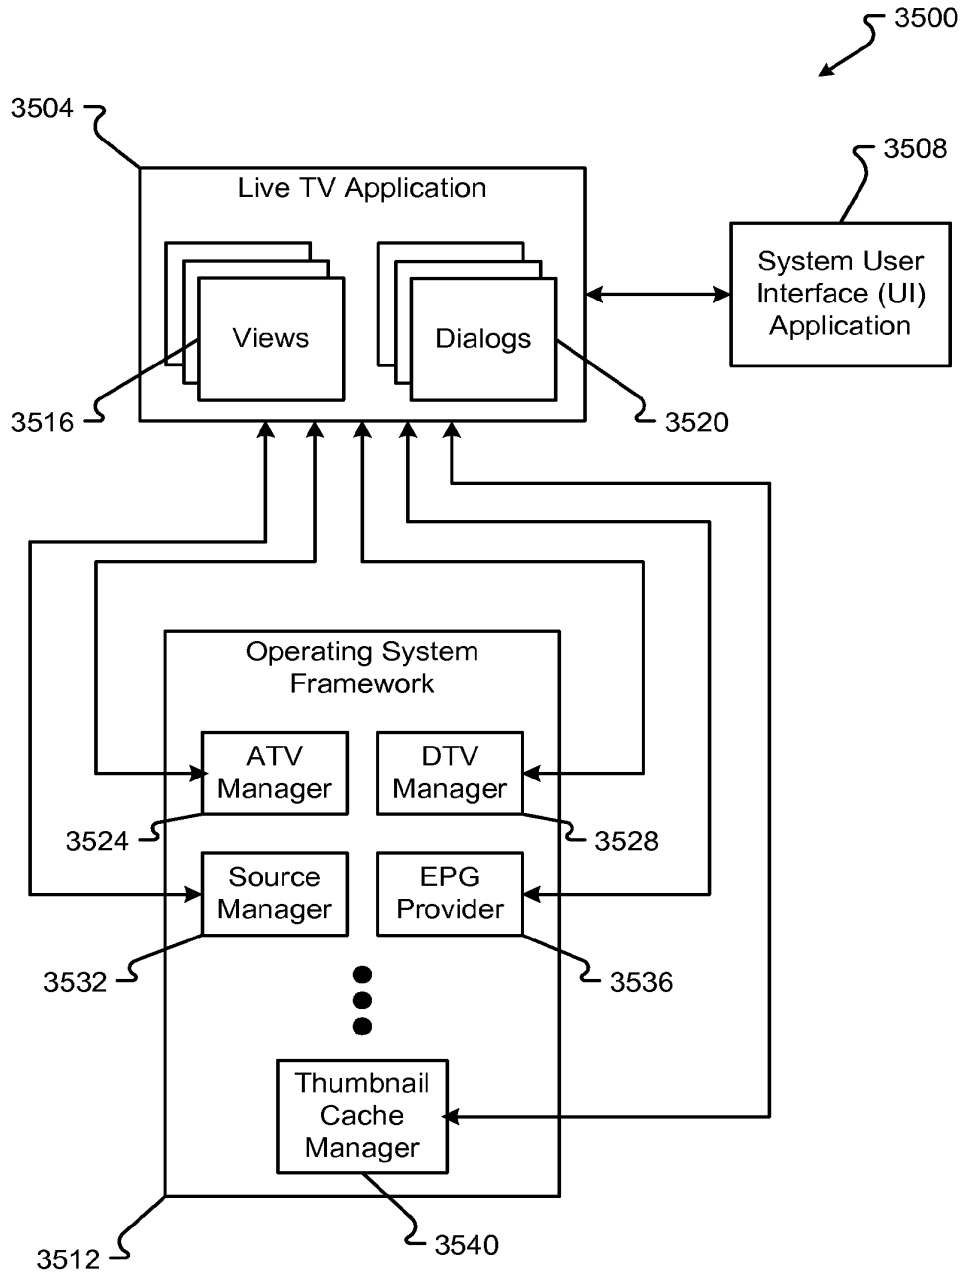 3500
3504
3508
Live TV Application
System User
Interface (UI)
Application
Views
Dialogs
3516
3520
Operating System
Framework
ATV
Manager
DTV
Manager
3524
3528
Source
Manager
EPG
Provider
3532
3536
Thumbnail
Cache
Manager
3512
3540